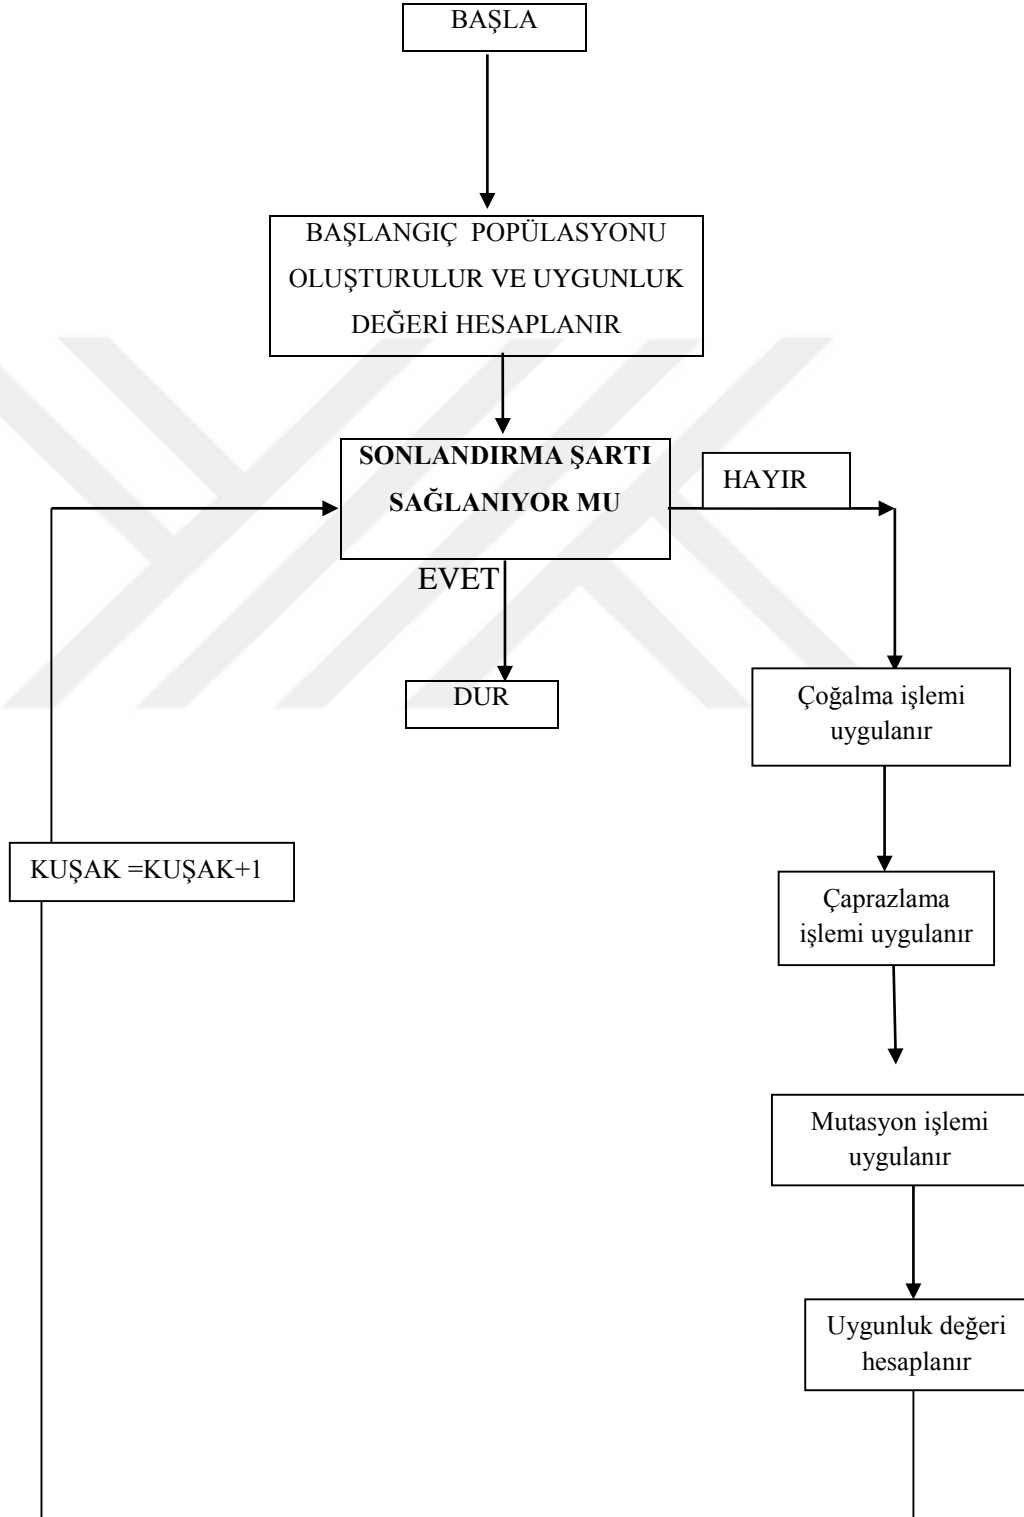 BAŞLA
BAŞLANGIÇ POPÜLASYONU
OLUŞTURULUR VE UYGUNLUK
DEĞERİ HESAPLANIR
SONLANDIRMA ŞARTI
SAĞLANIYOR MU
HAYIR
EVET
DUR
Çoğalma işlemi
uygulanır
KUŞAK =KUŞAK+1
Çaprazlama
işlemi uygulanır
Mutasyon işlemi
uygulanır
Uygunluk değeri
hesaplanır